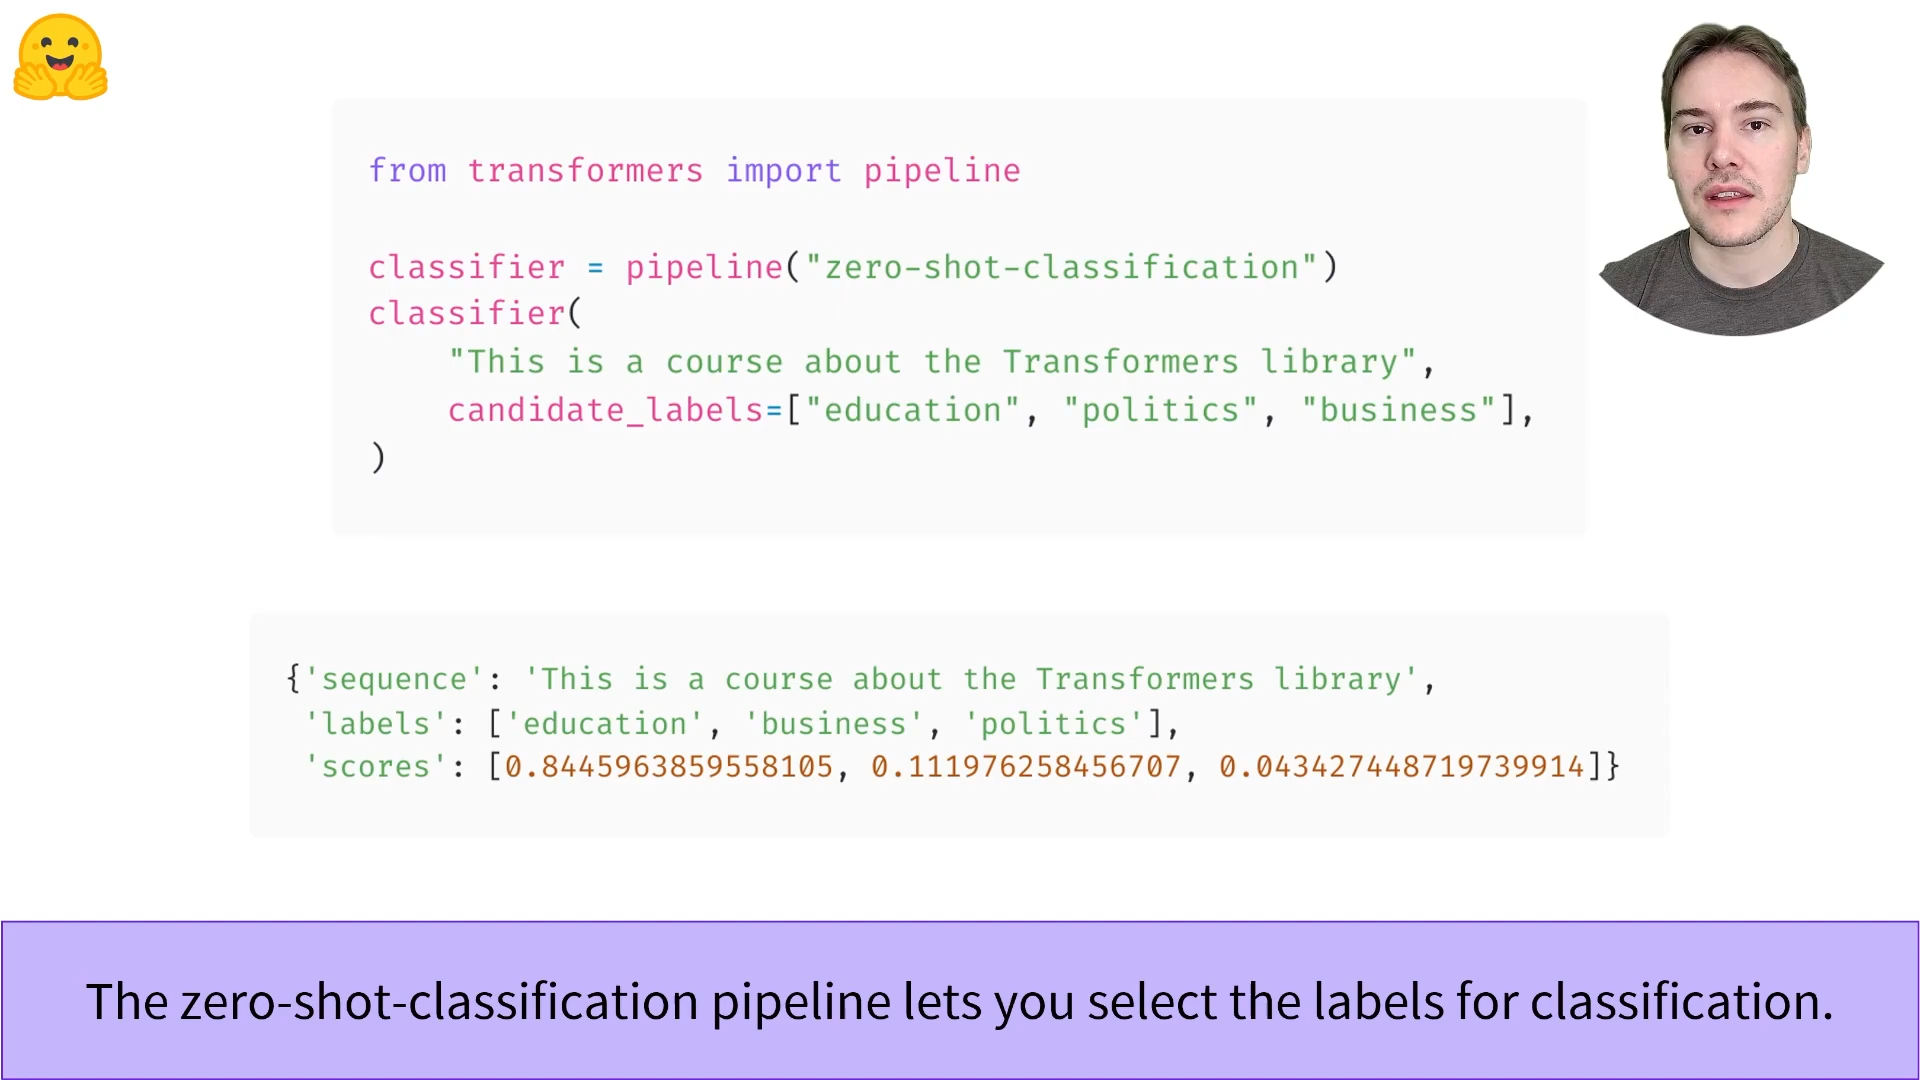 from transformers import pipeline
classifier = pipeline("zero-shot-classification")
classifier(
    "This is a course about the Transformers library",
    candidate_labels=["education", "politics", "business"],
)
{'sequence': 'This is a course about the Transformers library',
 'labels': ['education', 'business', 'politics'],
 'scores': [0.8445963859558105, 0.111976258456707, 0.043427448719739914]}
The zero-shot-classification pipeline lets you select the labels for classification.